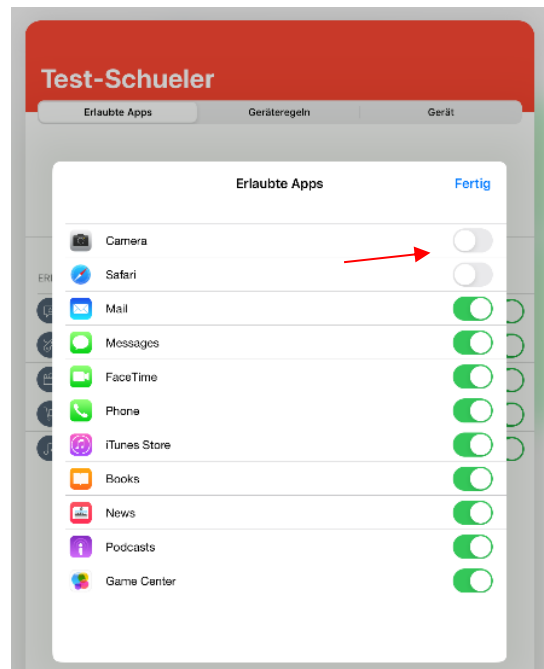 Test-Schueler
Erlaubte Apps Geräteregeln Gerät
Erlaubte Apps Fertig
Camera
Safari
ERL
Mail
Messages
FaceTime
Phone
iTunes Store
Books
News
Podcasts
Game Center